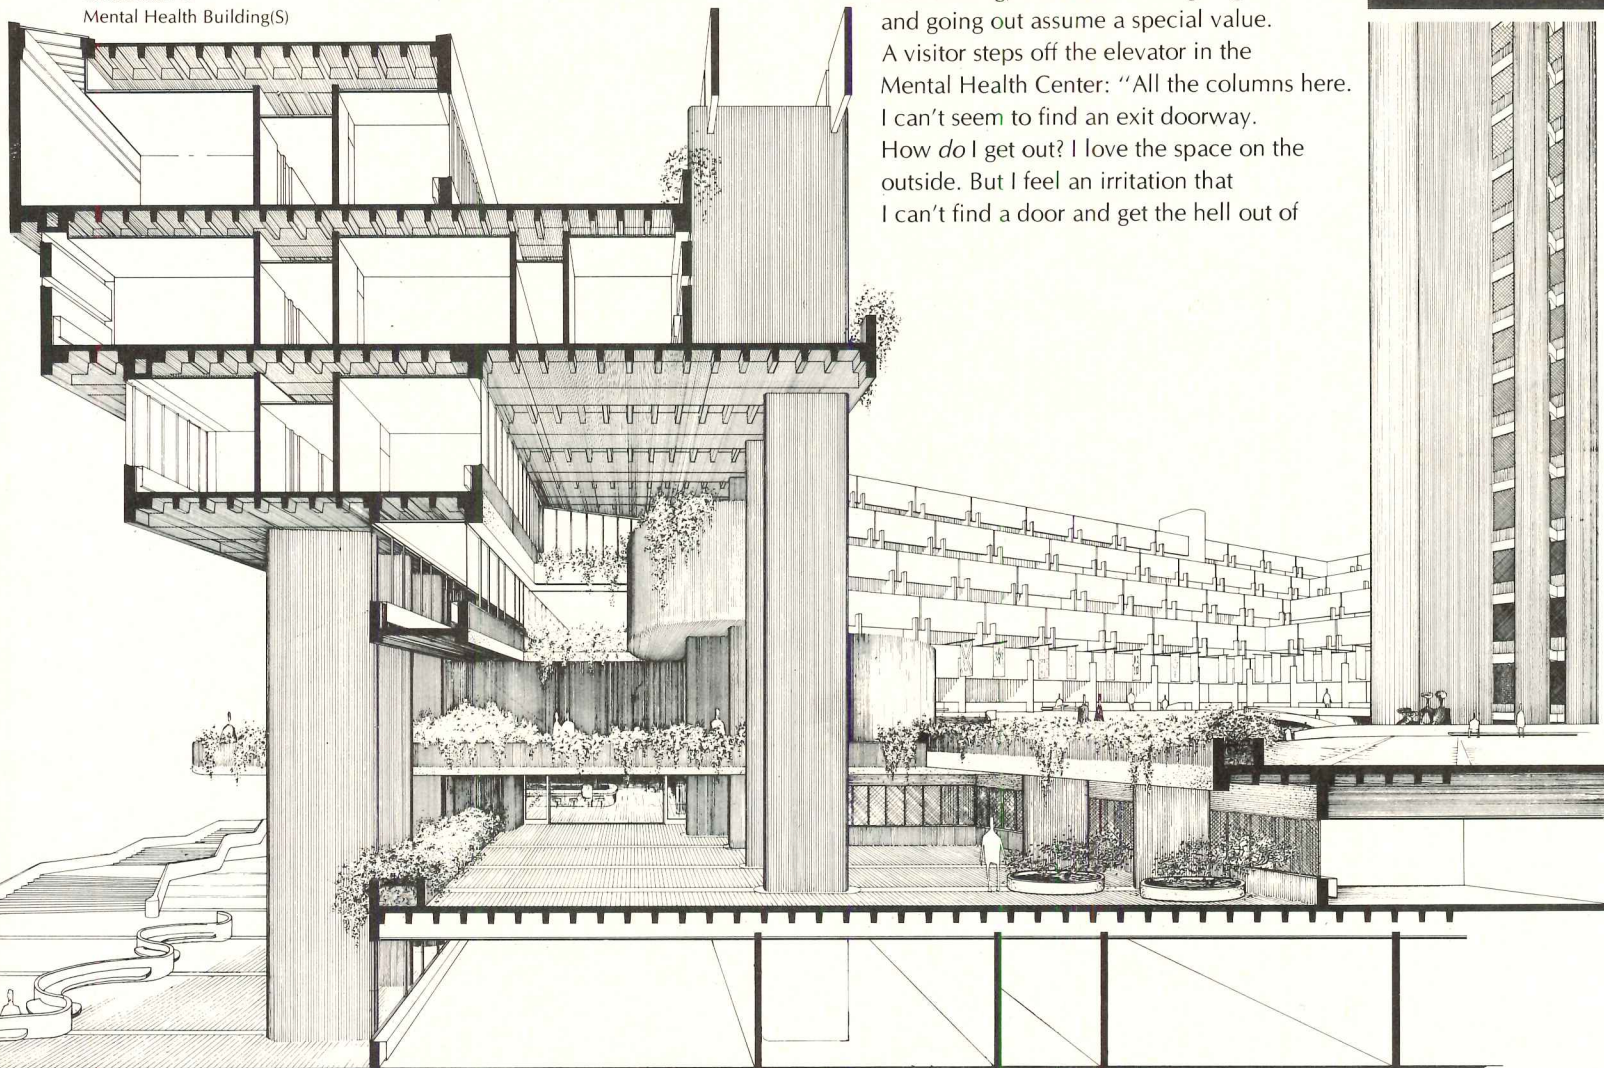 Mental Health Building(S)
and going out assume a special value.
A visitor steps off the elevator in the
Mental Health Center: “All the columns here.
I can't seem to find an exit doorway.
How do I get out? I love the space on the
outside. But I feel an irritation that
I can't find a door and get the hell out of